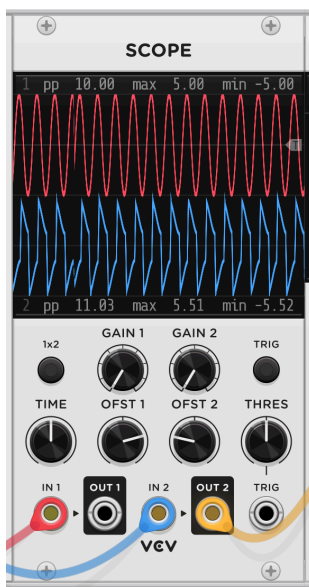 SCOPE
1 pp 10.00 max 5.00 min -5.00
T
2 pp 11.03 max 5.51 min -5.52
1x2 GAIN 1 GAIN 2 TRIG
TIME OFST 1 OFST 2 THRES
IN 1 OUT 1 IN 2 OUT 2 TRIG
VCV